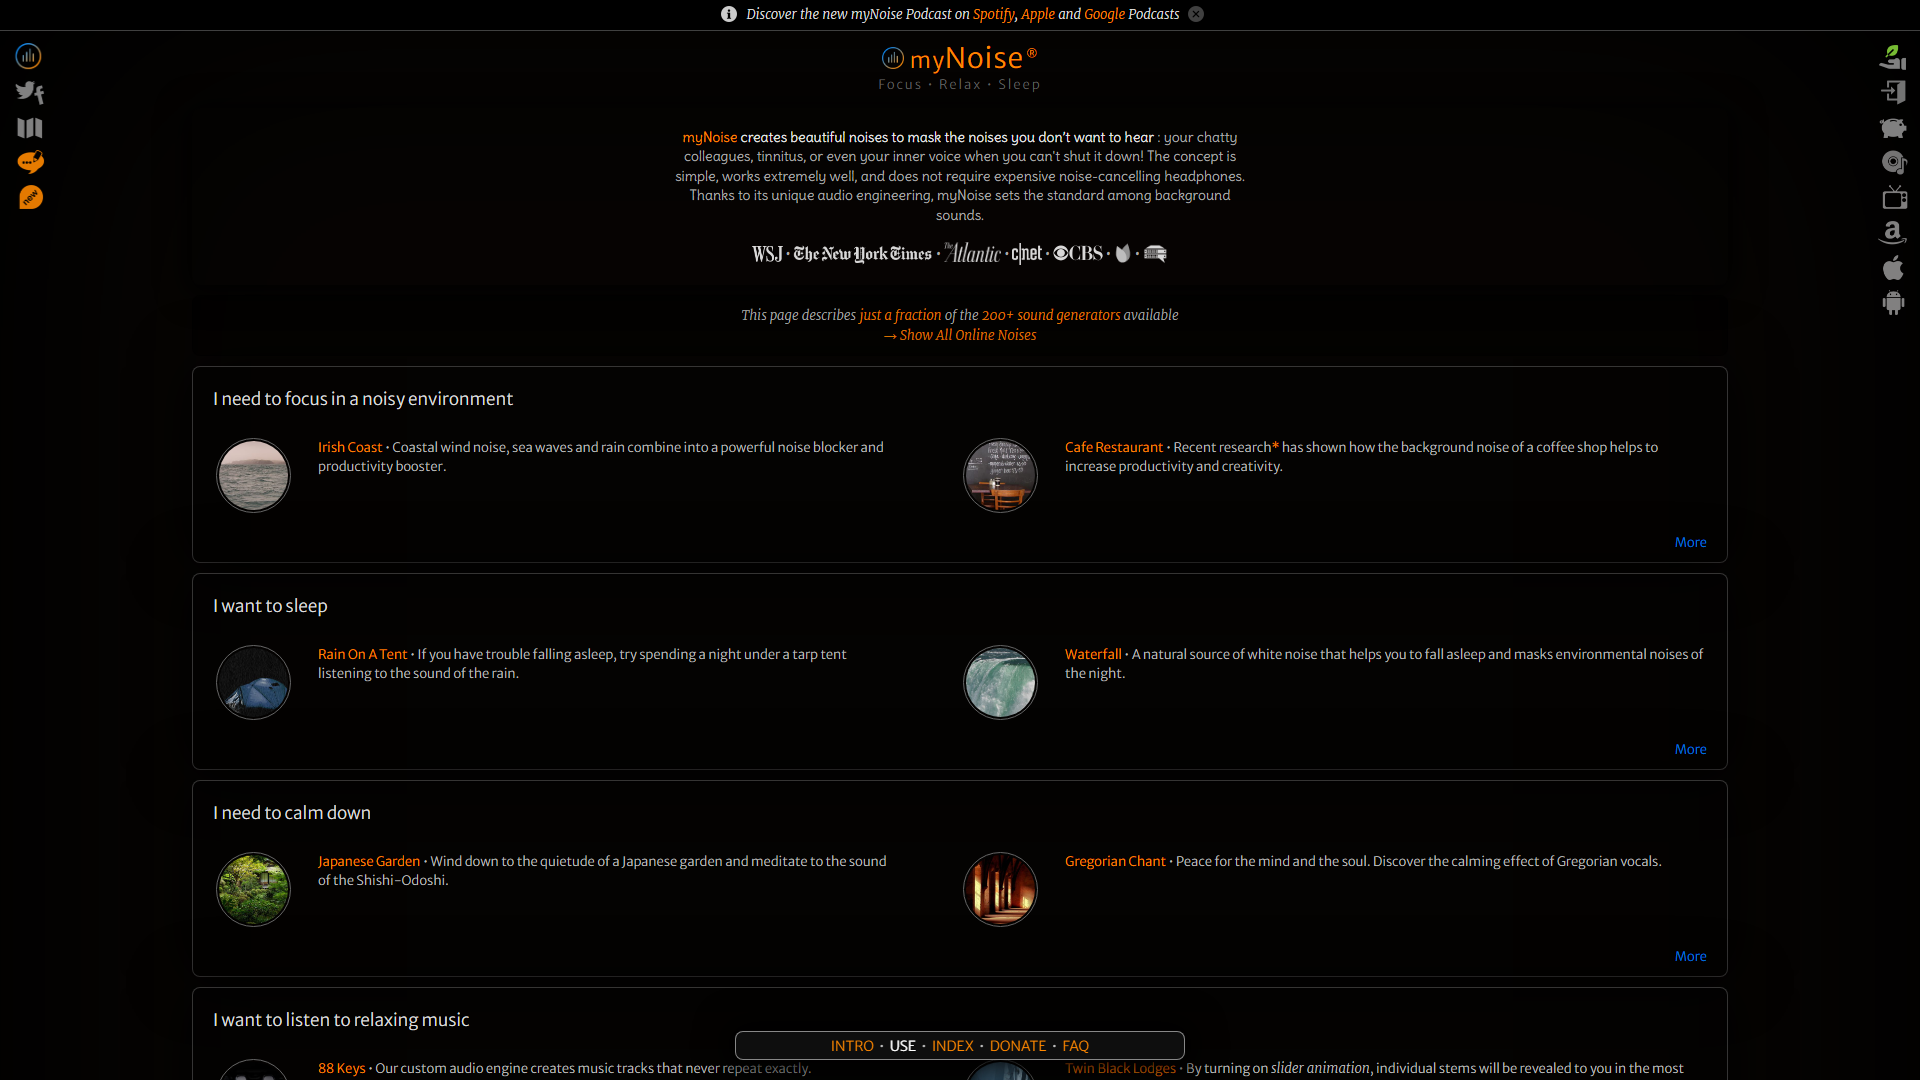 Discover the new myNoise Podcast on Spotify, Apple and Google Podcasts
myNoise®
Focus · Relax · Sleep
myNoise creates beautiful noises to mask the noises you don't want to hear : your chatty
colleagues, tinnitus, or even your inner voice when you can't shut it down! The concept is
simple, works extremely well, and does not require expensive noise-cancelling headphones.
Thanks to its unique audio engineering, myNoise sets the standard among background
sounds.
WSJ · The New York Times · The Atlantic · c|net · CBS · ·
This page describes just a fraction of the 200+ sound generators available
→ Show All Online Noises
I need to focus in a noisy environment
Irish Coast · Coastal wind noise, sea waves and rain combine into a powerful noise blocker and
productivity booster.
Cafe Restaurant · Recent research* has shown how the background noise of a coffee shop helps to
increase productivity and creativity.
More
I want to sleep
Rain On A Tent · If you have trouble falling asleep, try spending a night under a tarp tent
listening to the sound of the rain.
Waterfall · A natural source of white noise that helps you to fall asleep and masks environmental noises of
the night.
More
I need to calm down
Japanese Garden · Wind down to the quietude of a Japanese garden and meditate to the sound
of the Shishi-Odoshi.
Gregorian Chant · Peace for the mind and the soul. Discover the calming effect of Gregorian vocals.
More
I want to listen to relaxing music
88 Keys · Our custom audio engine creates music tracks that never repeat exactly.
Twin Black Lodges · By turning on slider animation, individual stems will be revealed to you in the most
INTRO · USE · INDEX · DONATE · FAQ
new